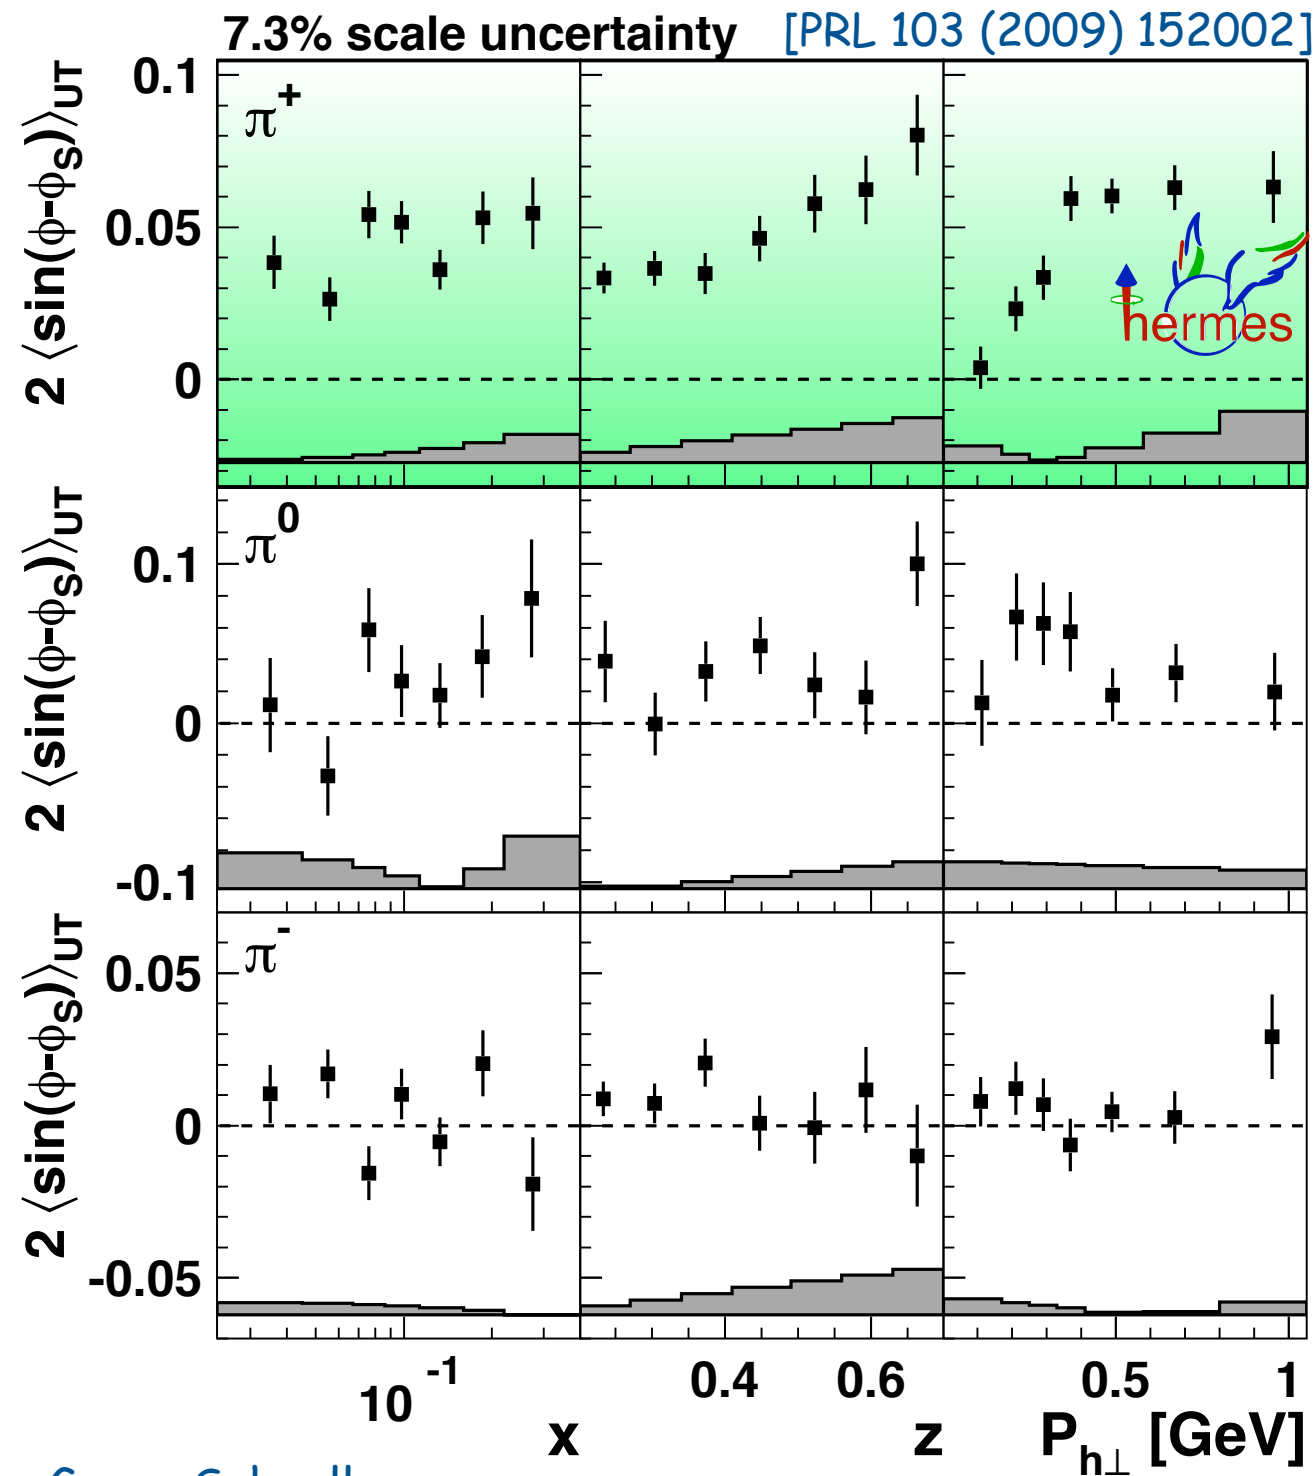 7.3% scale uncertainty [PRL 103 (2009) 152002]
2 ⟨sin(ϕ-ϕS)⟩UT
0.1
π+
0.05
0
hermes
2 ⟨sin(ϕ-ϕS)⟩UT
π0
0.1
0
-0.1
2 ⟨sin(ϕ-ϕS)⟩UT
π-
0.05
0
-0.05
10-1 0.4 0.6 0.5 1
x z Ph⊥ [GeV]